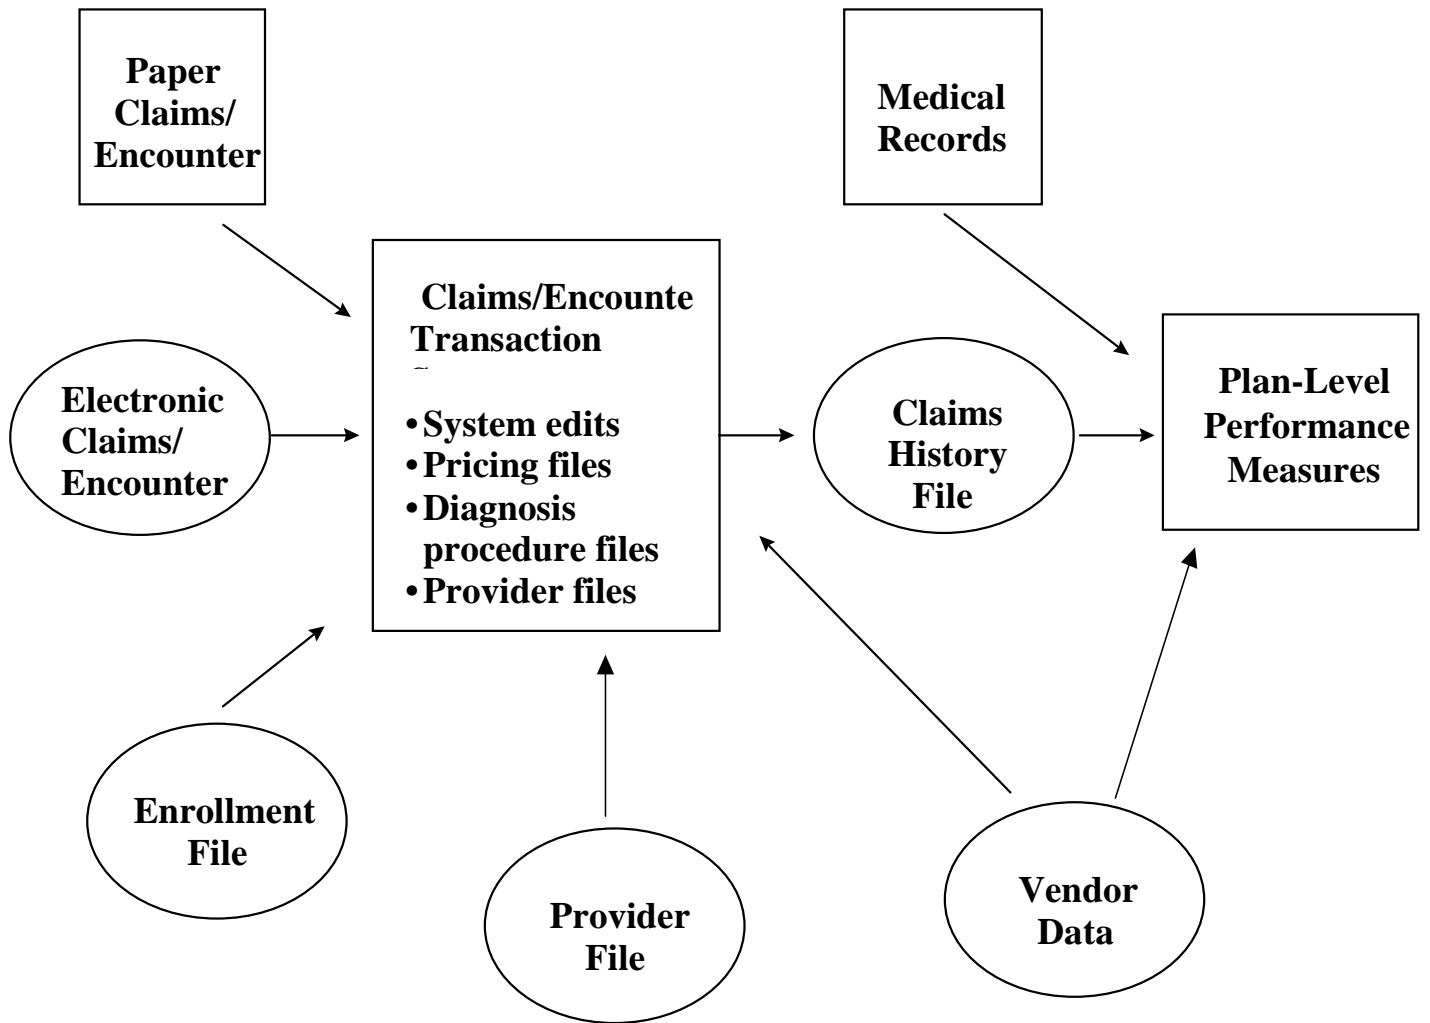 Paper
Claims/
Encounter
Medical
Records
Claims/Encounte
Transaction
•System edits
•Pricing files
•Diagnosis
procedure files
•Provider files
Electronic
Claims/
Encounter
Claims
History
File
Plan-Level
Performance
Measures
Enrollment
File
Provider
File
Vendor
Data